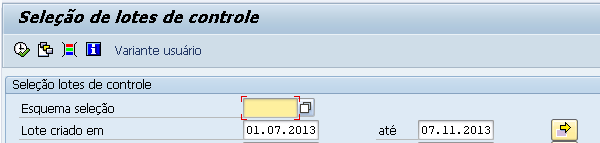 Seleção de lotes de controle
Variante usuário
Seleção lotes de controle
Esquema seleção
Lote criado em 01.07.2013 até 07.11.2013